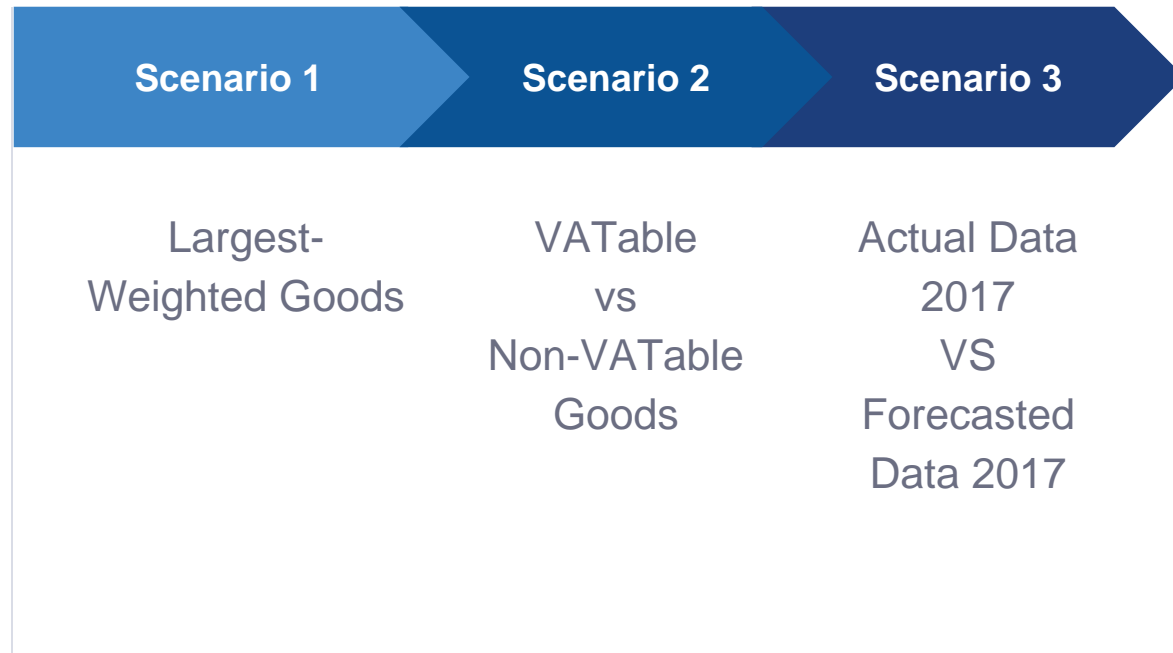 Scenario 1
Scenario 2
Scenario 3
Largest-
Weighted Goods
VATable
vs
Non-VATable
Goods
Actual Data
2017
VS
Forecasted
Data 2017